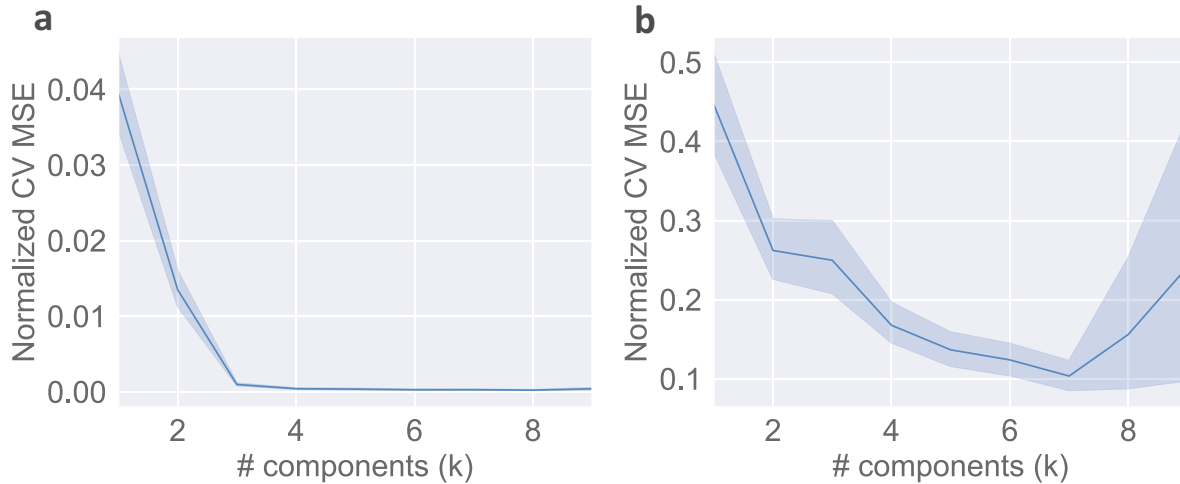 a
Normalized CV MSE
0.04
0.03
0.02
0.01
0.00
2 4 6 8
# components (k)
b
Normalized CV MSE
0.5
0.4
0.3
0.2
0.1
2 4 6 8
# components (k)